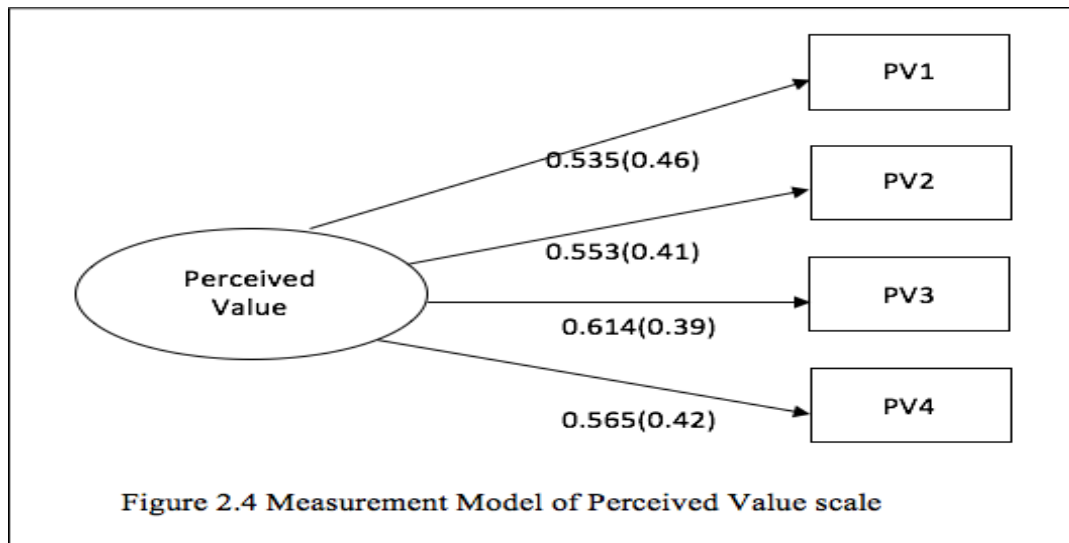 PV1
0.535(0.46)
PV2
0.553(0.41)
Perceived
Value
PV3
0.614(0.39)
PV4
0.565(0.42)
Figure 2.4 Measurement Model of Perceived Value scale